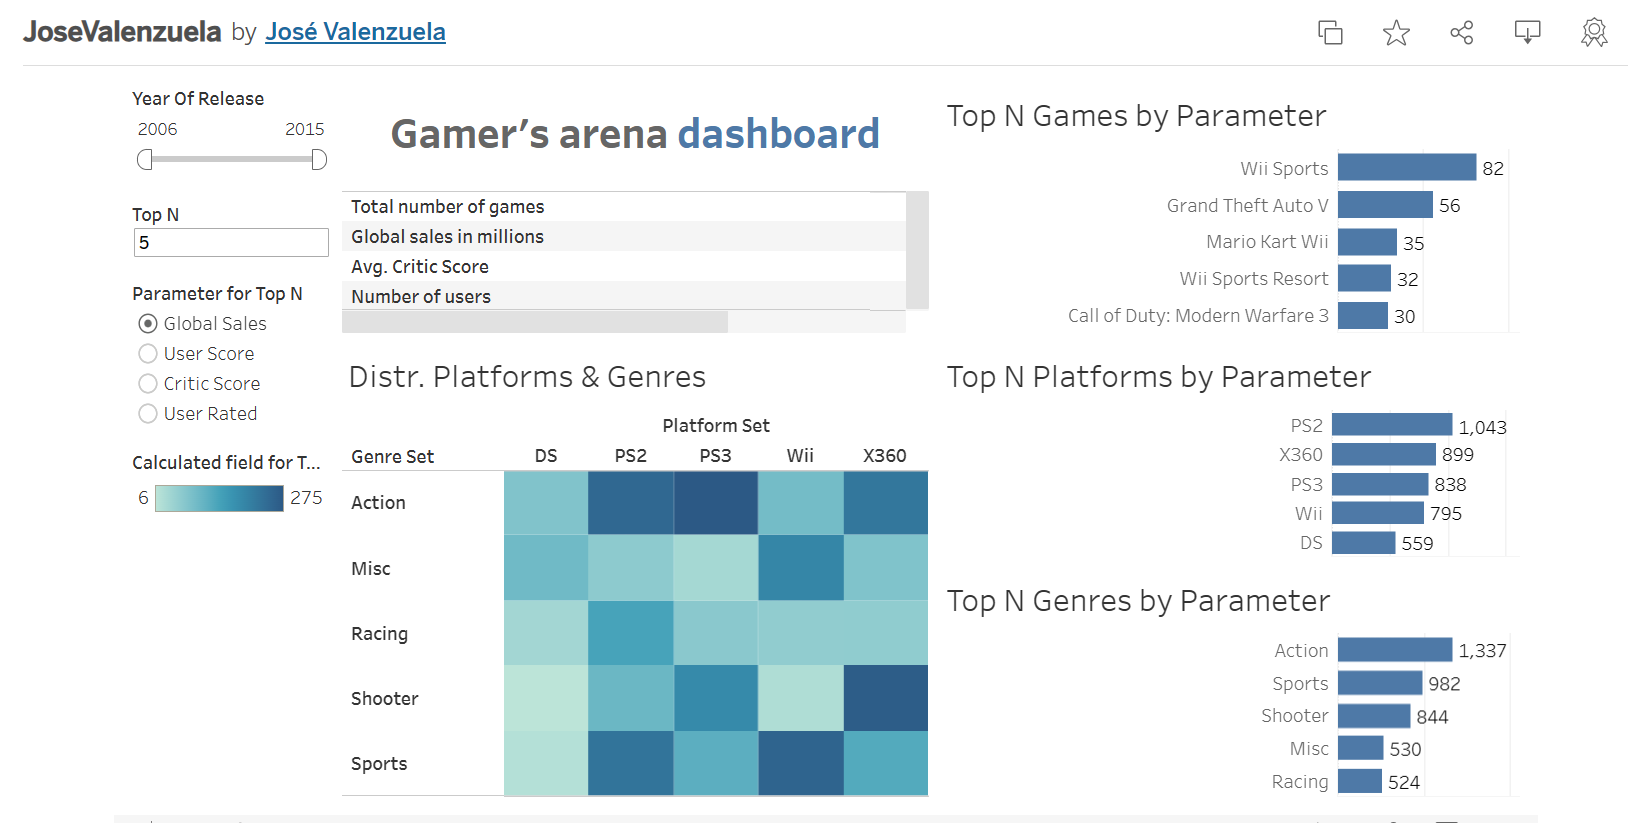 JoseValenzuela by José Valenzuela
Year Of Release
2006 2015
Top N
5
Parameter for Top N
Global Sales
User Score
Critic Score
User Rated
Calculated field for T...
6 275
Gamer's arena dashboard
Total number of games
Global sales in millions
Avg. Critic Score
Number of users
Distr. Platforms & Genres
Platform Set
Genre Set DS PS2 PS3 Wii X360
Action
Misc
Racing
Shooter
Sports
Top N Games by Parameter
Wii Sports 82
Grand Theft Auto V 56
Mario Kart Wii 35
Wii Sports Resort 32
Call of Duty: Modern Warfare 3 30
Top N Platforms by Parameter
PS2 1,043
X360 899
PS3 838
Wii 795
DS 559
Top N Genres by Parameter
Action 1,337
Sports 982
Shooter 844
Misc 530
Racing 524